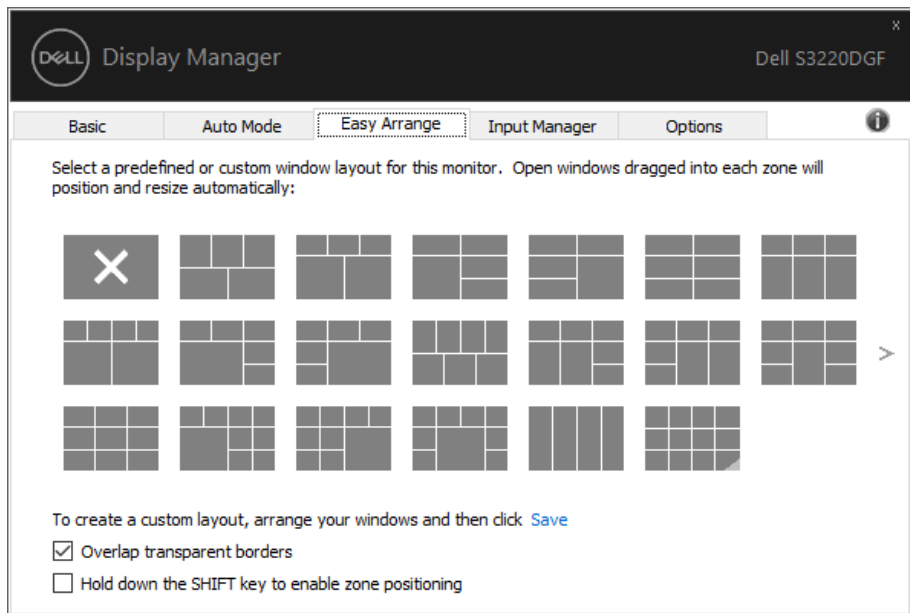 x
DELL Display Manager
Dell S3220DGF
Basic Auto Mode Easy Arrange Input Manager Options
Select a predefined or custom window layout for this monitor. Open windows dragged into each zone will
position and resize automatically:
>
To create a custom layout, arrange your windows and then click Save
Overlap transparent borders
Hold down the SHIFT key to enable zone positioning